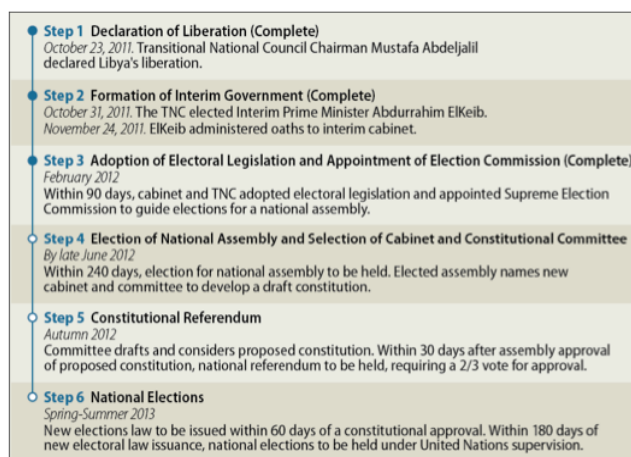 Step 1 Declaration of Liberation (Complete)
October 23, 2011. Transitional National Council Chairman Mustafa Abdeljalil
declared Libya's liberation.
Step 2 Formation of Interim Government (Complete)
October 31, 2011. The TNC elected Interim Prime Minister Abdurrahim ElKeib.
November 24, 2011. ElKeib administered oaths to interim cabinet.
Step 3 Adoption of Electoral Legislation and Appointment of Election Commission (Complete)
February 2012
Within 90 days, cabinet and TNC adopted electoral legislation and appointed Supreme Election
Commission to guide elections for a national assembly.
Step 4 Election of National Assembly and Selection of Cabinet and Constitutional Committee
By late June 2012
Within 240 days, election for national assembly to be held. Elected assembly names new
cabinet and committee to develop a draft constitution.
Step 5 Constitutional Referendum
Autumn 2012
Committee drafts and considers proposed constitution. Within 30 days after assembly approval
of proposed constitution, national referendum to be held, requiring a 2/3 vote for approval.
Step 6 National Elections
Spring-Summer 2013
New elections law to be issued within 60 days of a constitutional approval. Within 180 days of
new electoral law issuance, national elections to be held under United Nations supervision.